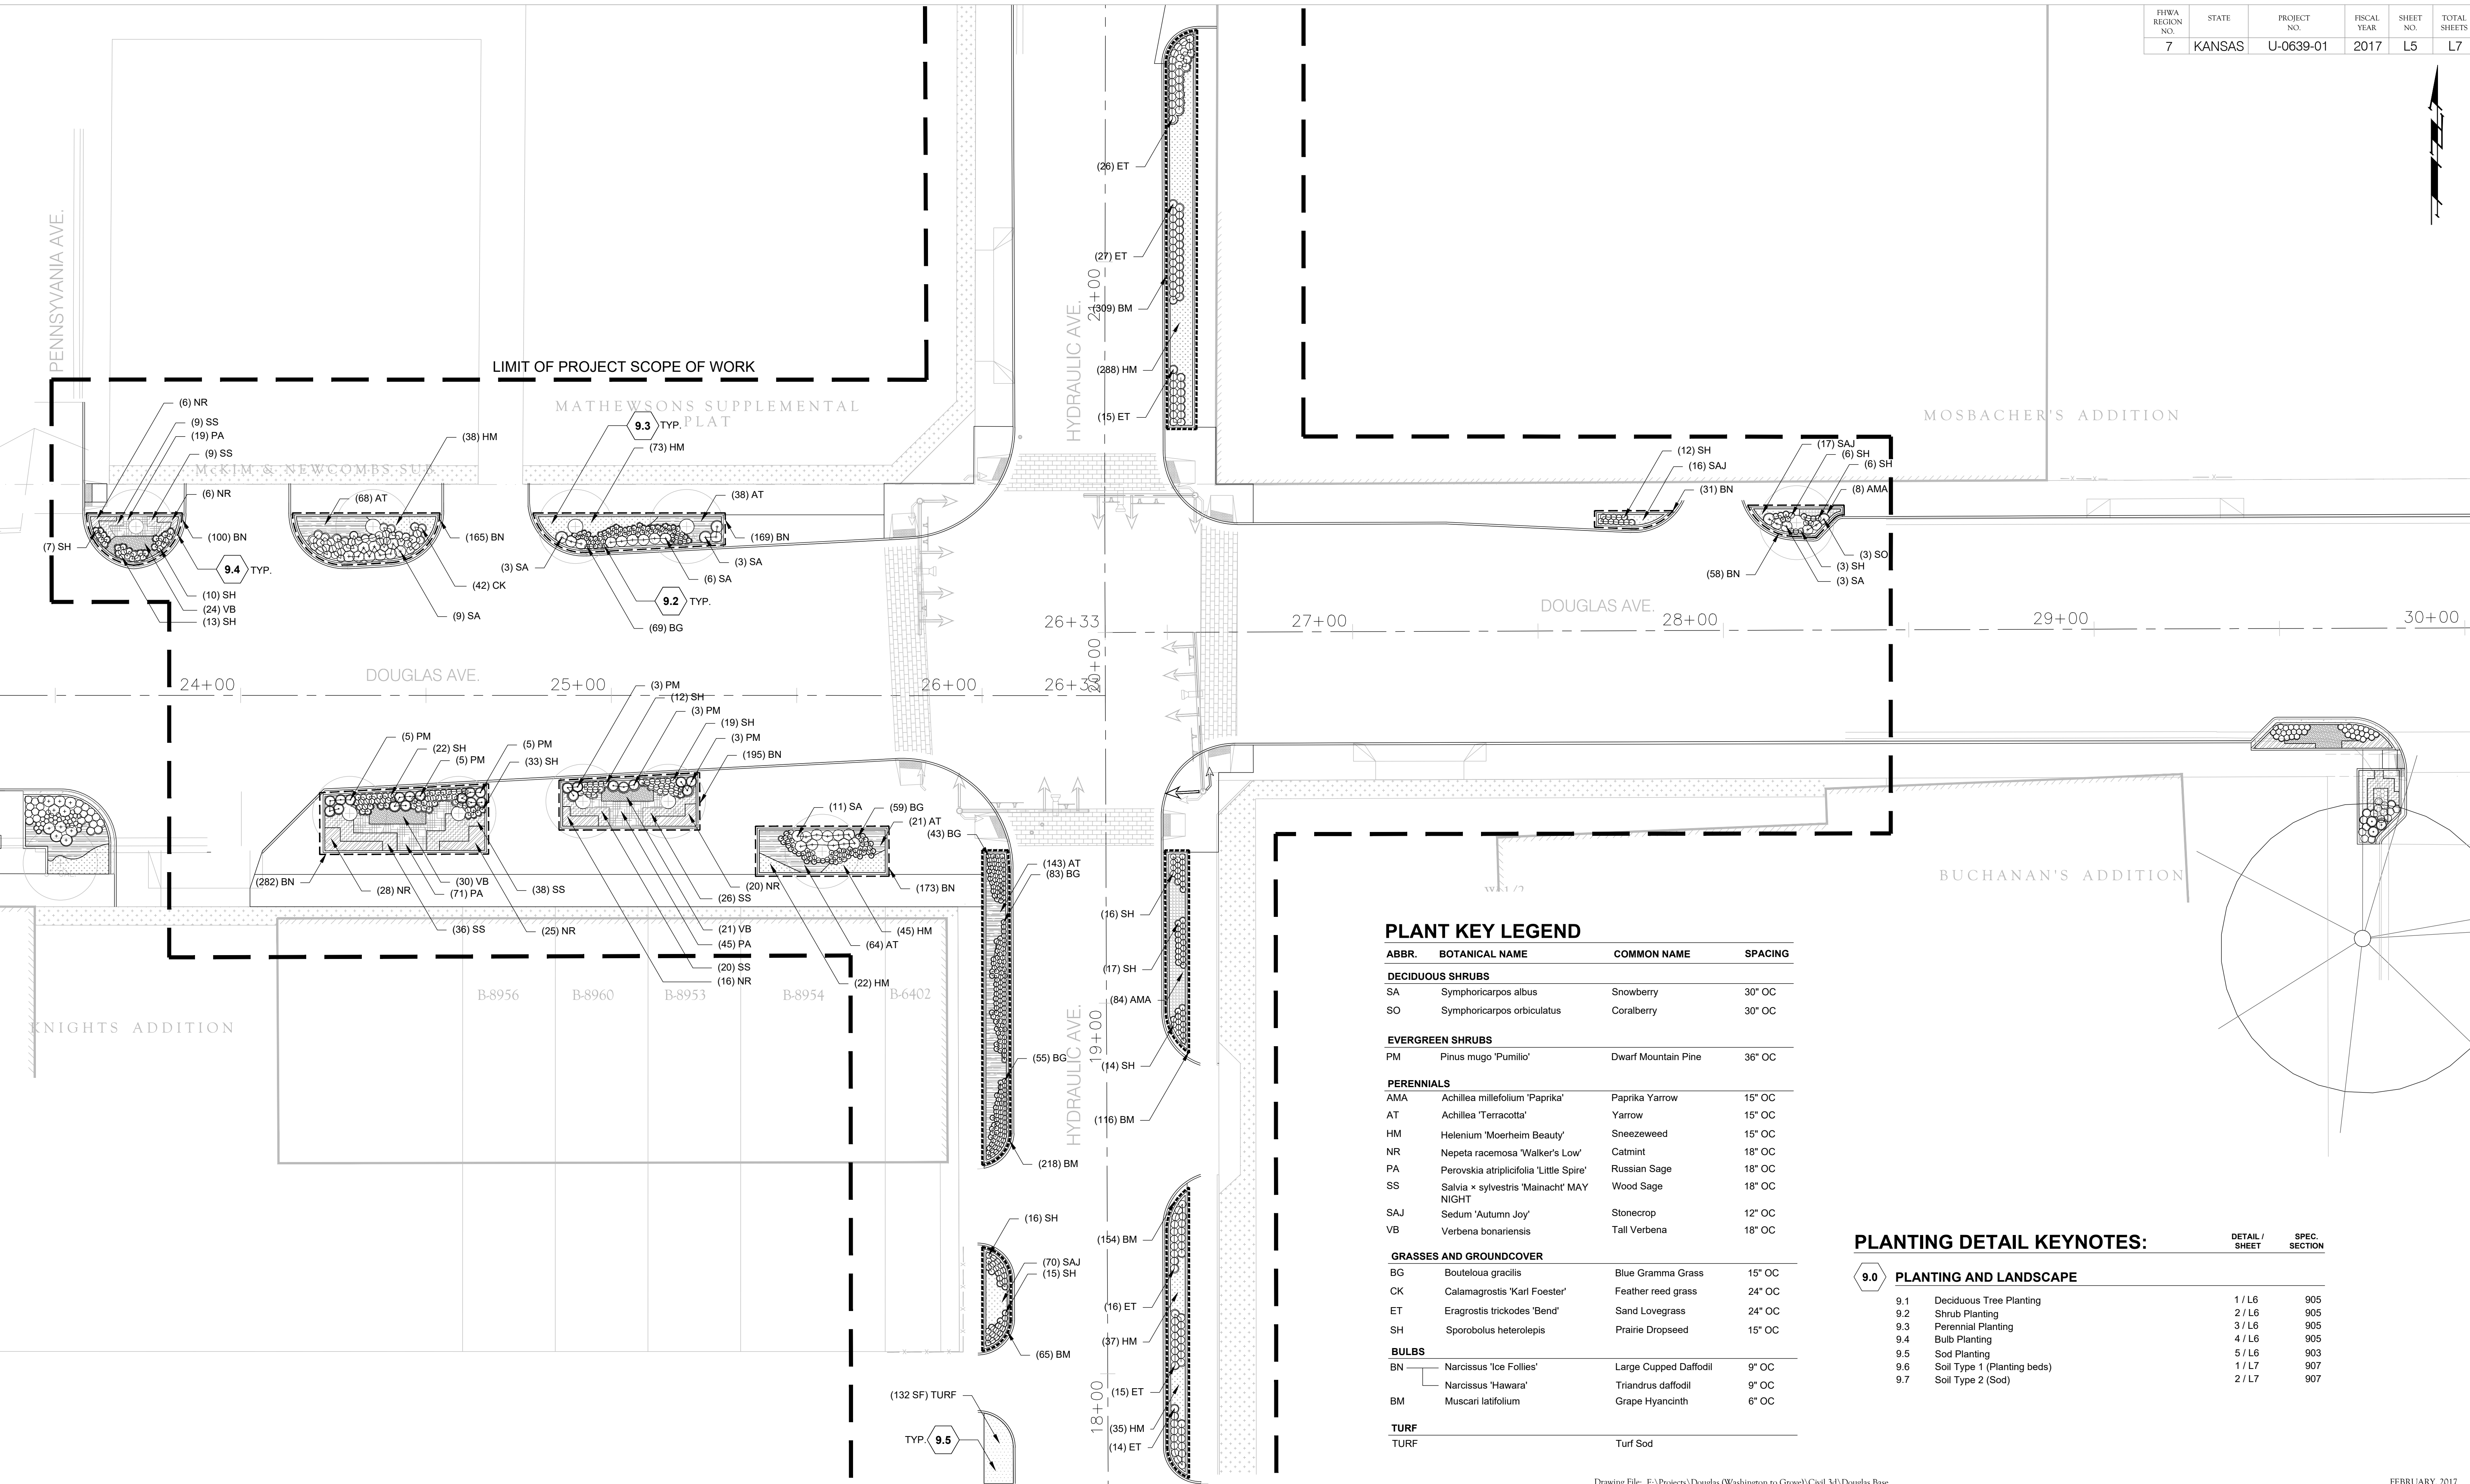 FHWA REGION NO. STATE PROJECT NO. FISCAL YEAR SHEET NO. TOTAL SHEETS
7 KANSAS U-0639-01 2017 L5 L7
PENNSYVANIA AVE.
LIMIT OF PROJECT SCOPE OF WORK
MATHEWSONS SUPPLEMENTAL
PLAT
McKIM & NEWCOMBS SUB.
MOSBACHER'S ADDITION
HYDRAULIC AVE.
21+00
(26) ET
(27) ET
(309) BM
(288) HM
(15) ET
(6) NR
(9) SS
(19) PA
(9) SS
(6) NR
(100) BN
9.4 TYP.
(7) SH
(10) SH
(24) VB
(13) SH
(68) AT
(38) HM
(165) BN
(42) CK
(9) SA
9.3 TYP.
(73) HM
(38) AT
(169) BN
(3) SA
(6) SA
(3) SA
9.2 TYP.
(69) BG
(12) SH
(16) SAJ
(31) BN
(17) SAJ
(6) SH
(6) SH
(8) AMA
(3) SO
(3) SH
(3) SA
(58) BN
DOUGLAS AVE.
26+33
27+00
28+00
29+00
30+00
20+00
DOUGLAS AVE.
24+00
25+00
26+00
26+33
(5) PM
(22) SH
(5) PM
(5) PM
(33) SH
(282) BN
(28) NR
(36) SS
(71) PA
(30) VB
(25) NR
(38) SS
(3) PM
(12) SH
(3) PM
(19) SH
(3) PM
(195) BN
(20) NR
(26) SS
(21) VB
(45) PA
(20) SS
(16) NR
(11) SA
(59) BG
(21) AT
(173) BN
(45) HM
(64) AT
(22) HM
(43) BG
(143) AT
(83) BG
(55) BG
(218) BM
(16) SH
(17) SH
(84) AMA
(14) SH
(116) BM
HYDRAULIC AVE.
19+00
B-8956
B-8960
B-8953
B-8954
B-6402
KNIGHTS ADDITION
BUCHANAN'S ADDITION
(16) SH
(70) SAJ
(15) SH
(65) BM
(132 SF) TURF
TYP. 9.5
(154) BM
(16) ET
(37) HM
(15) ET
(35) HM
(14) ET
18+00
PLANT KEY LEGEND
ABBR. BOTANICAL NAME COMMON NAME SPACING
DECIDUOUS SHRUBS
SA Symphoricarpos albus Snowberry 30" OC
SO Symphoricarpos orbiculatus Coralberry 30" OC
EVERGREEN SHRUBS
PM Pinus mugo 'Pumilio' Dwarf Mountain Pine 36" OC
PERENNIALS
AMA Achillea millefolium 'Paprika' Paprika Yarrow 15" OC
AT Achillea 'Terracotta' Yarrow 15" OC
HM Helenium 'Moerheim Beauty' Sneezeweed 15" OC
NR Nepeta racemosa 'Walker's Low' Catmint 18" OC
PA Perovskia atriplicifolia 'Little Spire' Russian Sage 18" OC
SS Salvia × sylvestris 'Mainacht' MAY Wood Sage 18" OC
NIGHT
SAJ Sedum 'Autumn Joy' Stonecrop 12" OC
VB Verbena bonariensis Tall Verbena 18" OC
GRASSES AND GROUNDCOVER
BG Bouteloua gracilis Blue Gramma Grass 15" OC
CK Calamagrostis 'Karl Foester' Feather reed grass 24" OC
ET Eragrostis trickodes 'Bend' Sand Lovegrass 24" OC
SH Sporobolus heterolepis Prairie Dropseed 15" OC
BULBS
BN Narcissus 'Ice Follies' Large Cupped Daffodil 9" OC
Narcissus 'Hawara' Triandrus daffodil 9" OC
BM Muscari latifolium Grape Hyancinth 6" OC
TURF
TURF Turf Sod
PLANTING DETAIL KEYNOTES: DETAIL / SHEET SPEC. SECTION
9.0 PLANTING AND LANDSCAPE
9.1 Deciduous Tree Planting 1 / L6 905
9.2 Shrub Planting 2 / L6 905
9.3 Perennial Planting 3 / L6 905
9.4 Bulb Planting 4 / L6 905
9.5 Sod Planting 5 / L6 903
9.6 Soil Type 1 (Planting beds) 1 / L7 907
9.7 Soil Type 2 (Sod) 2 / L7 907
Drawing File: F:\Projects\Douglas (Washington to Grove)\Civil 3d\Douglas Base
FEBRUARY, 2017